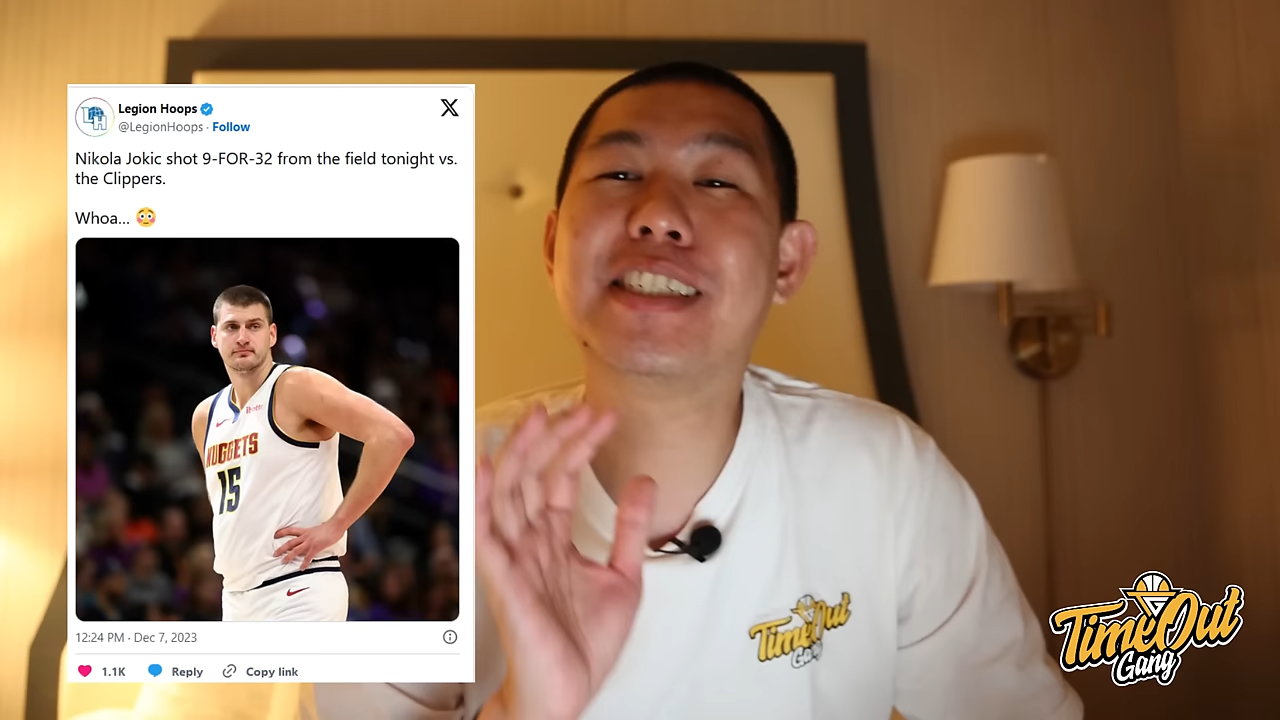 Legion Hoops
@LegionHoops · Follow
Nikola Jokic shot 9-FOR-32 from the field tonight vs.
the Clippers.
Whoa... 😳
NUGGETS
15
12:24 PM · Dec 7, 2023
1.1K Reply Copy link
TimeOut
Gang
TimeOut
Gang